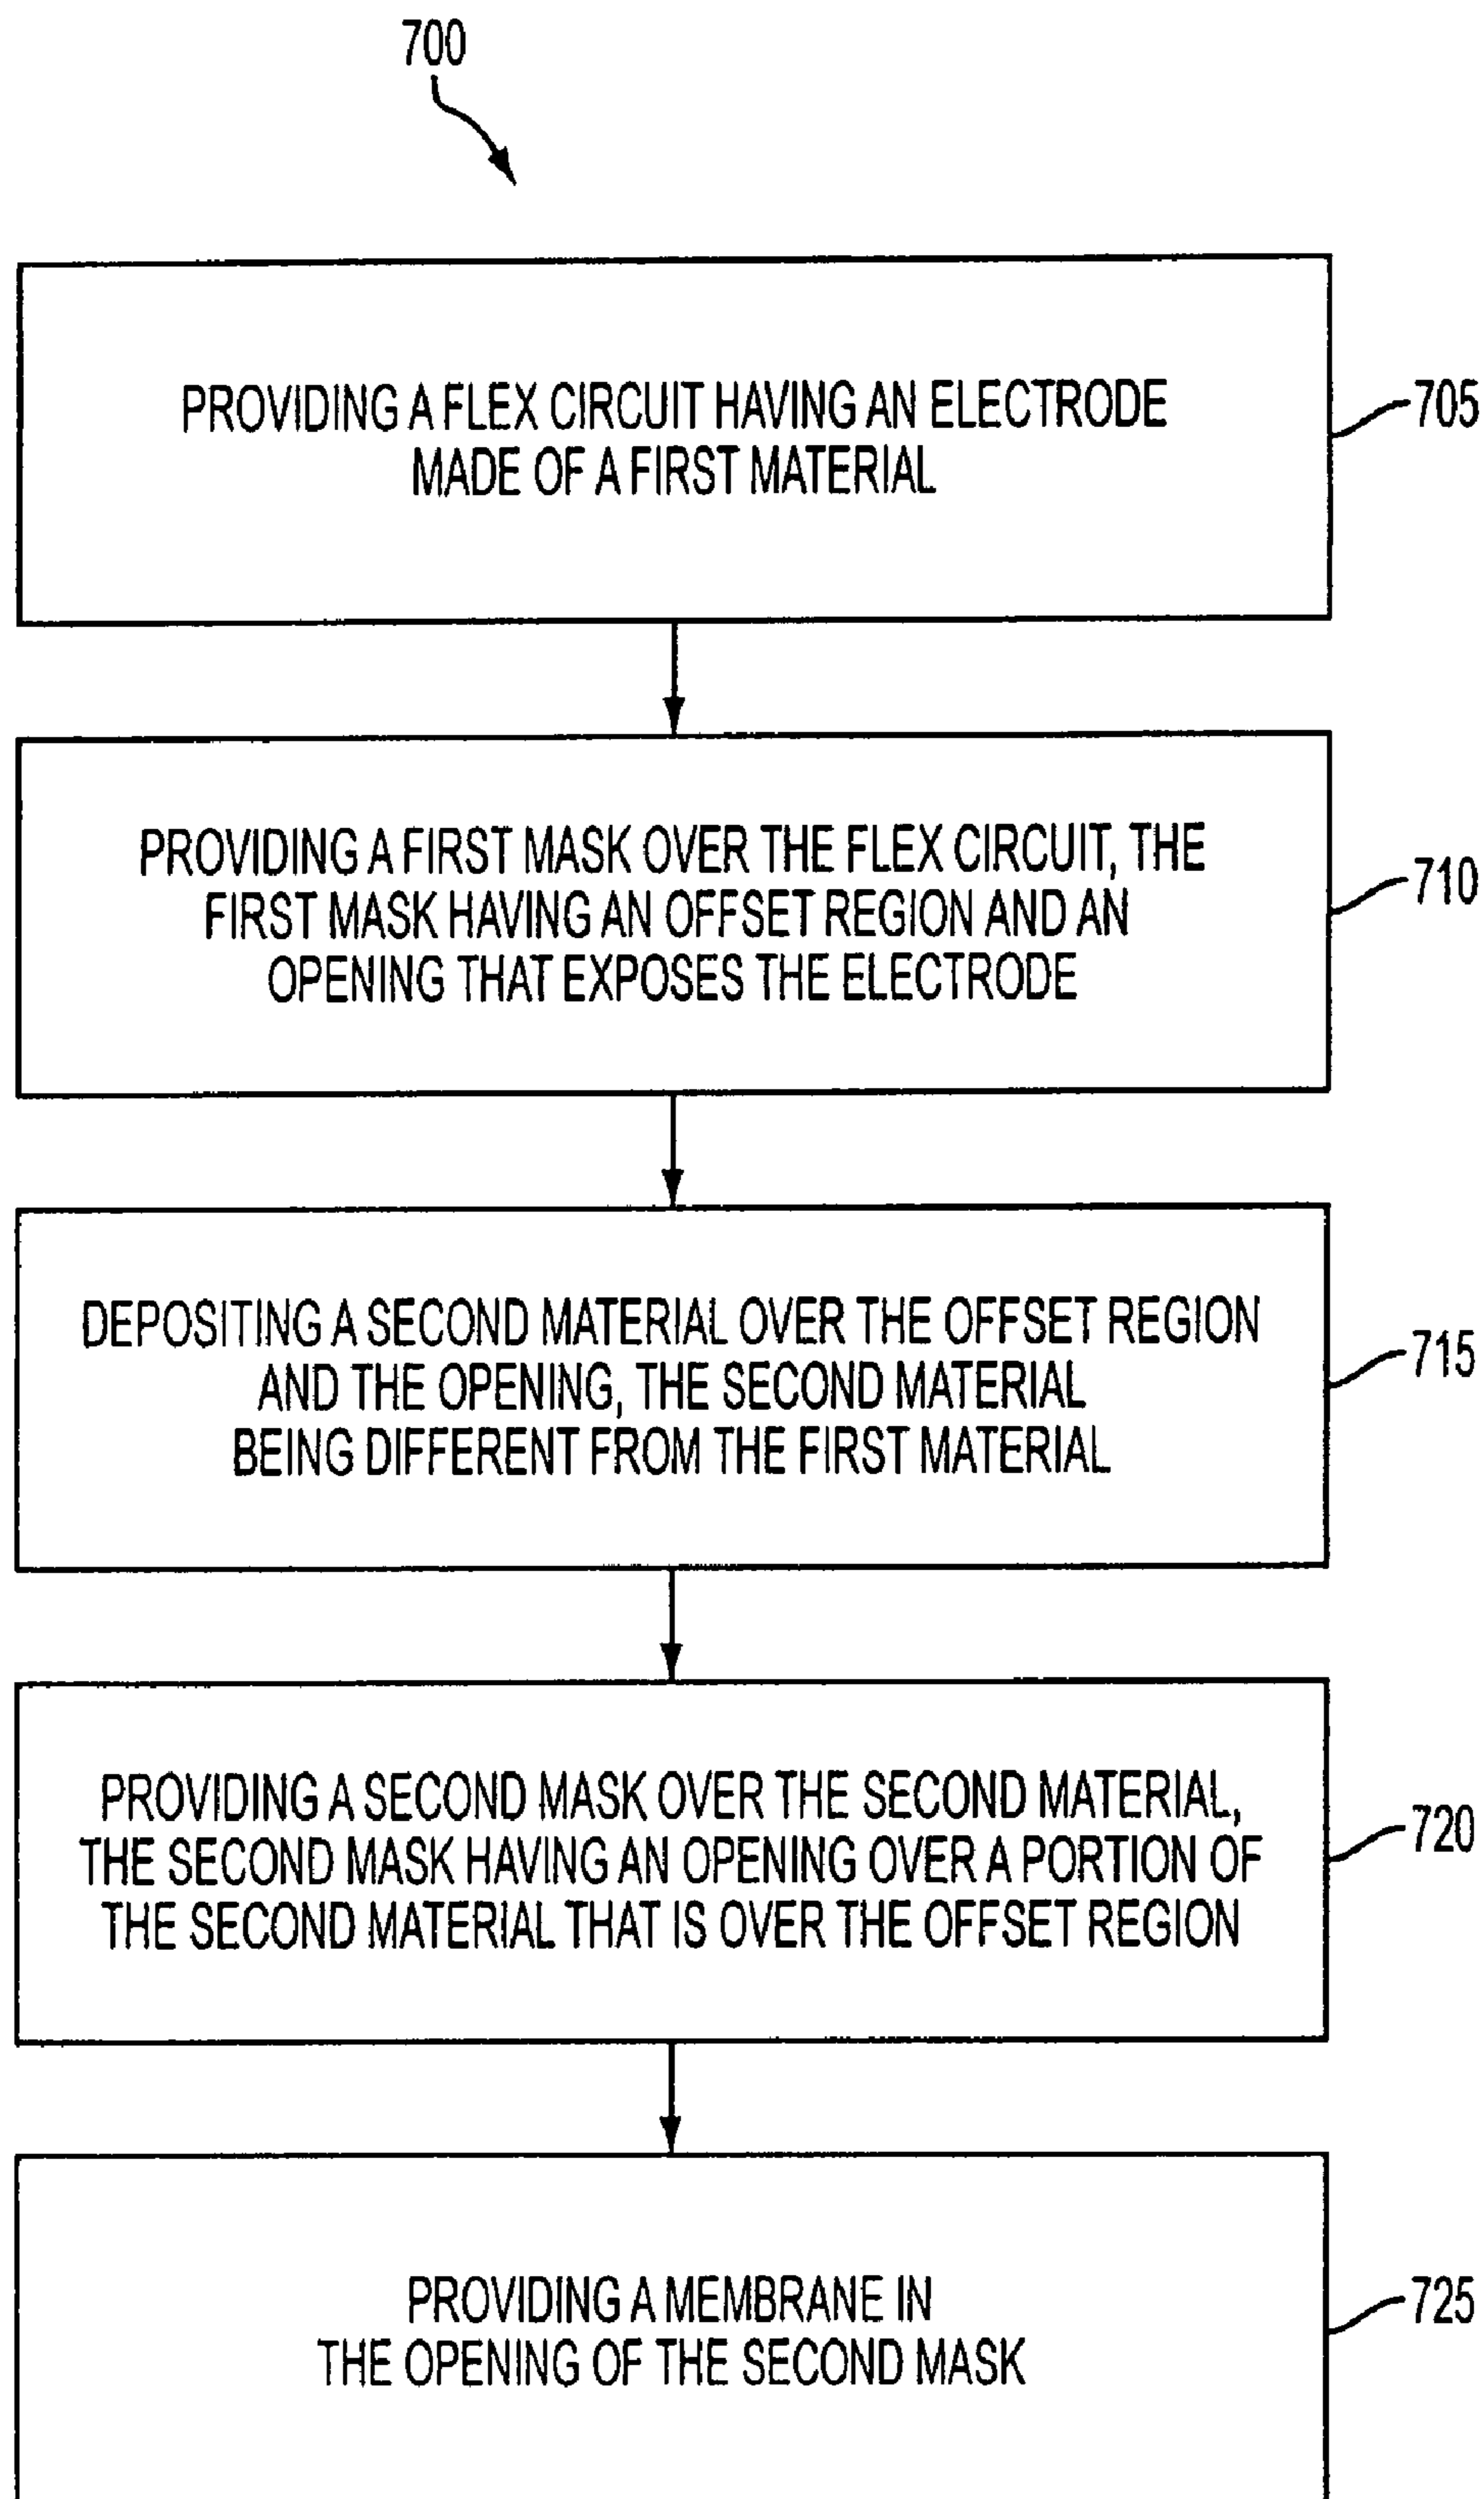 700
PROVIDING A FLEX CIRCUIT HAVING AN ELECTRODE
MADE OF A FIRST MATERIAL
705
PROVIDING A FIRST MASK OVER THE FLEX CIRCUIT, THE
FIRST MASK HAVING AN OFFSET REGION AND AN
OPENING THAT EXPOSES THE ELECTRODE
710
DEPOSITING A SECOND MATERIAL OVER THE OFFSET REGION
AND THE OPENING, THE SECOND MATERIAL
BEING DIFFERENT FROM THE FIRST MATERIAL
715
PROVIDING A SECOND MASK OVER THE SECOND MATERIAL,
THE SECOND MASK HAVING AN OPENING OVER A PORTION OF
THE SECOND MATERIAL THAT IS OVER THE OFFSET REGION
720
PROVIDING A MEMBRANE IN
THE OPENING OF THE SECOND MASK
725